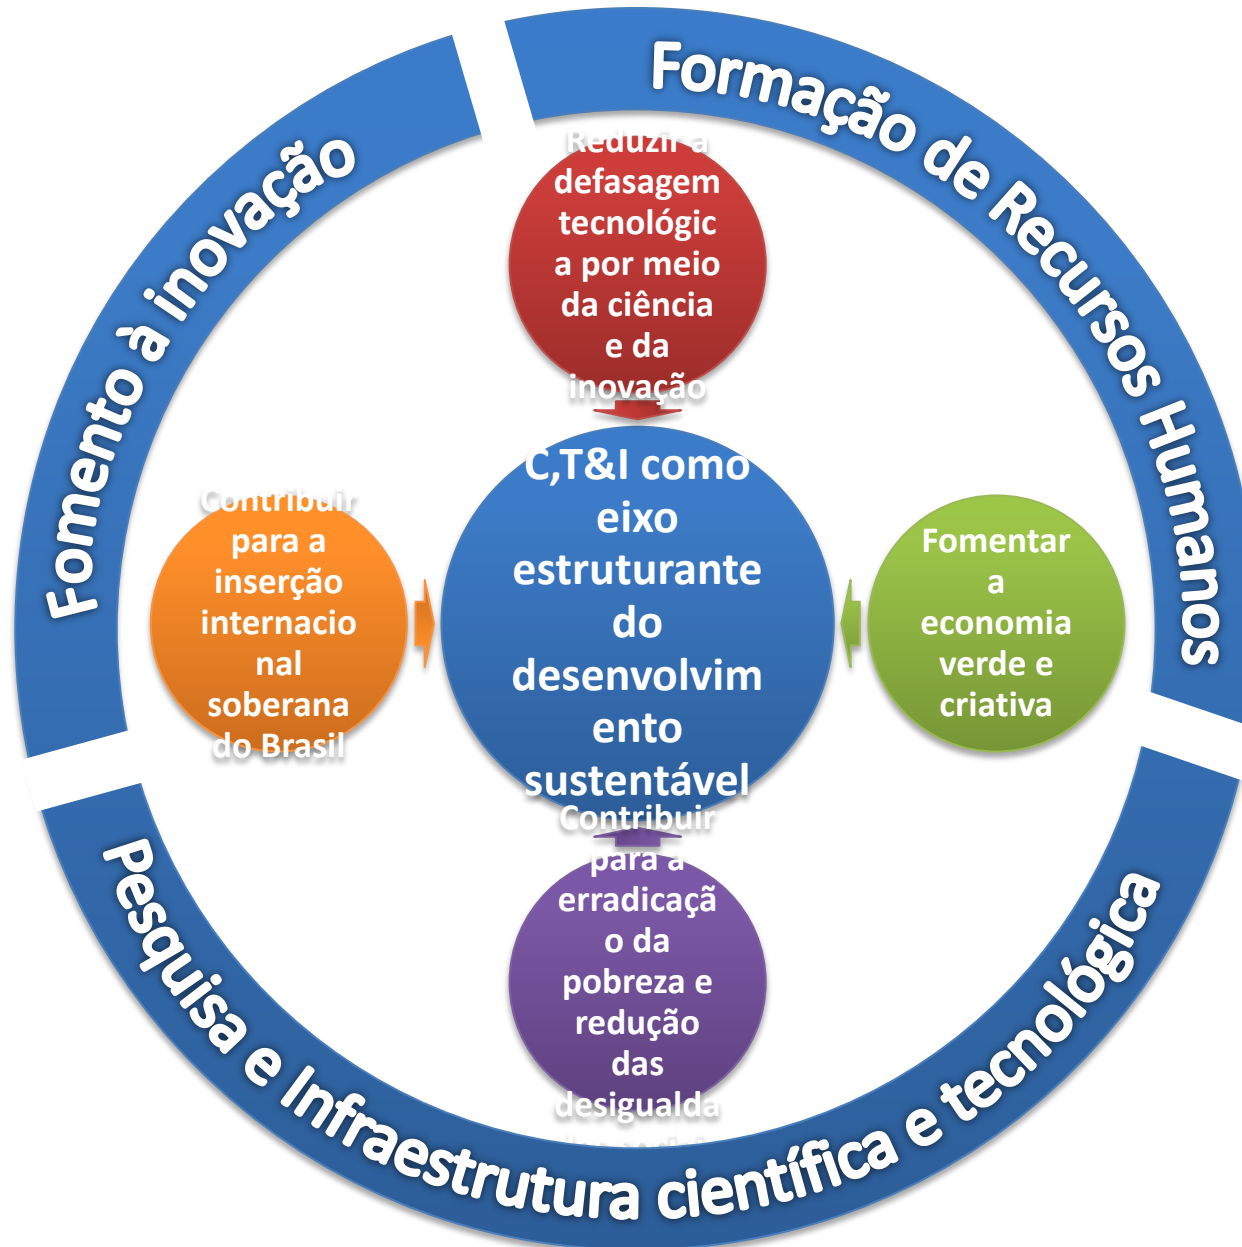 Formação de Recursos Humanos
Fomento à inovação
Reduzir a
defasagem
tecnológic
a por meio
da ciência
e da
inovação
Contribuir
para a
inserção
internacio
nal
soberana
do Brasil
C,T&I como
eixo
estruturante
do
desenvolvim
ento
sustentável
Fomentar
a
economia
verde e
criativa
Contribuir
para a
erradicaçã
o da
pobreza e
redução
das
desigualda
Pesquisa e Infraestrutura científica e tecnológica